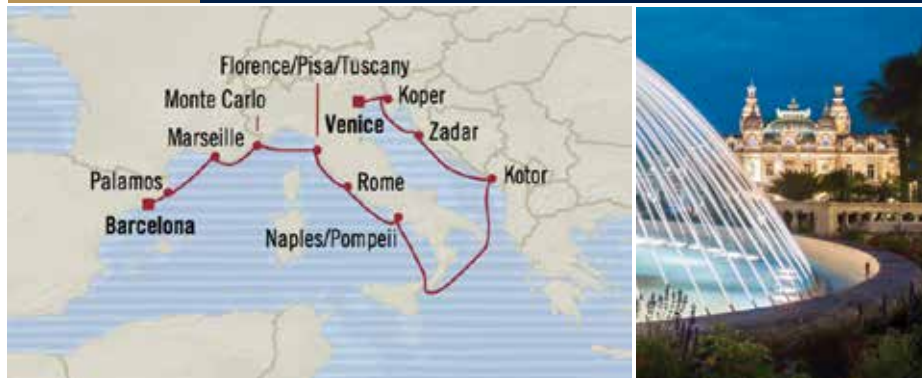 Florence/Pisa/Tuscany
Monte Carlo
Koper
Marseille
Venice
Zadar
Palamos
Rome
Kotor
Barcelona
Naples/Pompeii